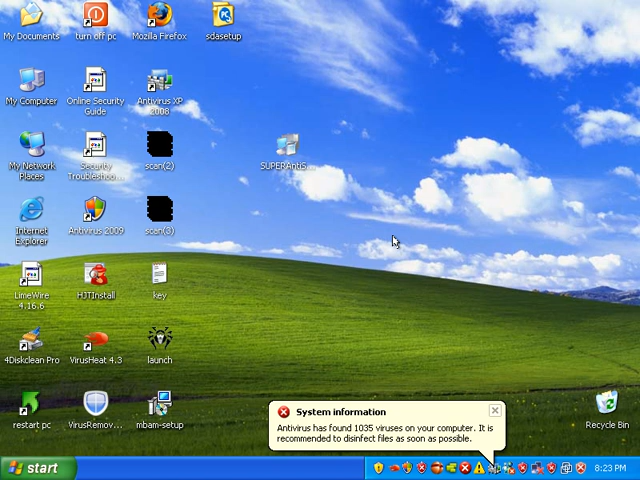 My Documents
turn off pc
Mozilla Firefox
sdasetup
My Computer
Online Security
Guide
Antivirus XP
2008
My Network
Places
Security
Troubleshoo...
scan(2)
SUPERAntiS...
Internet
Explorer
Antivirus 2009
scan(3)
LimeWire
4.16.6
HJTInstall
key
4Diskclean Pro
VirusHeat 4.3
launch
restart pc
VirusRemov...
mbam-setup
System information
Antivirus has found 1035 viruses on your computer. It is
recommended to disinfect files as soon as possible.
Recycle Bin
start
8:23 PM